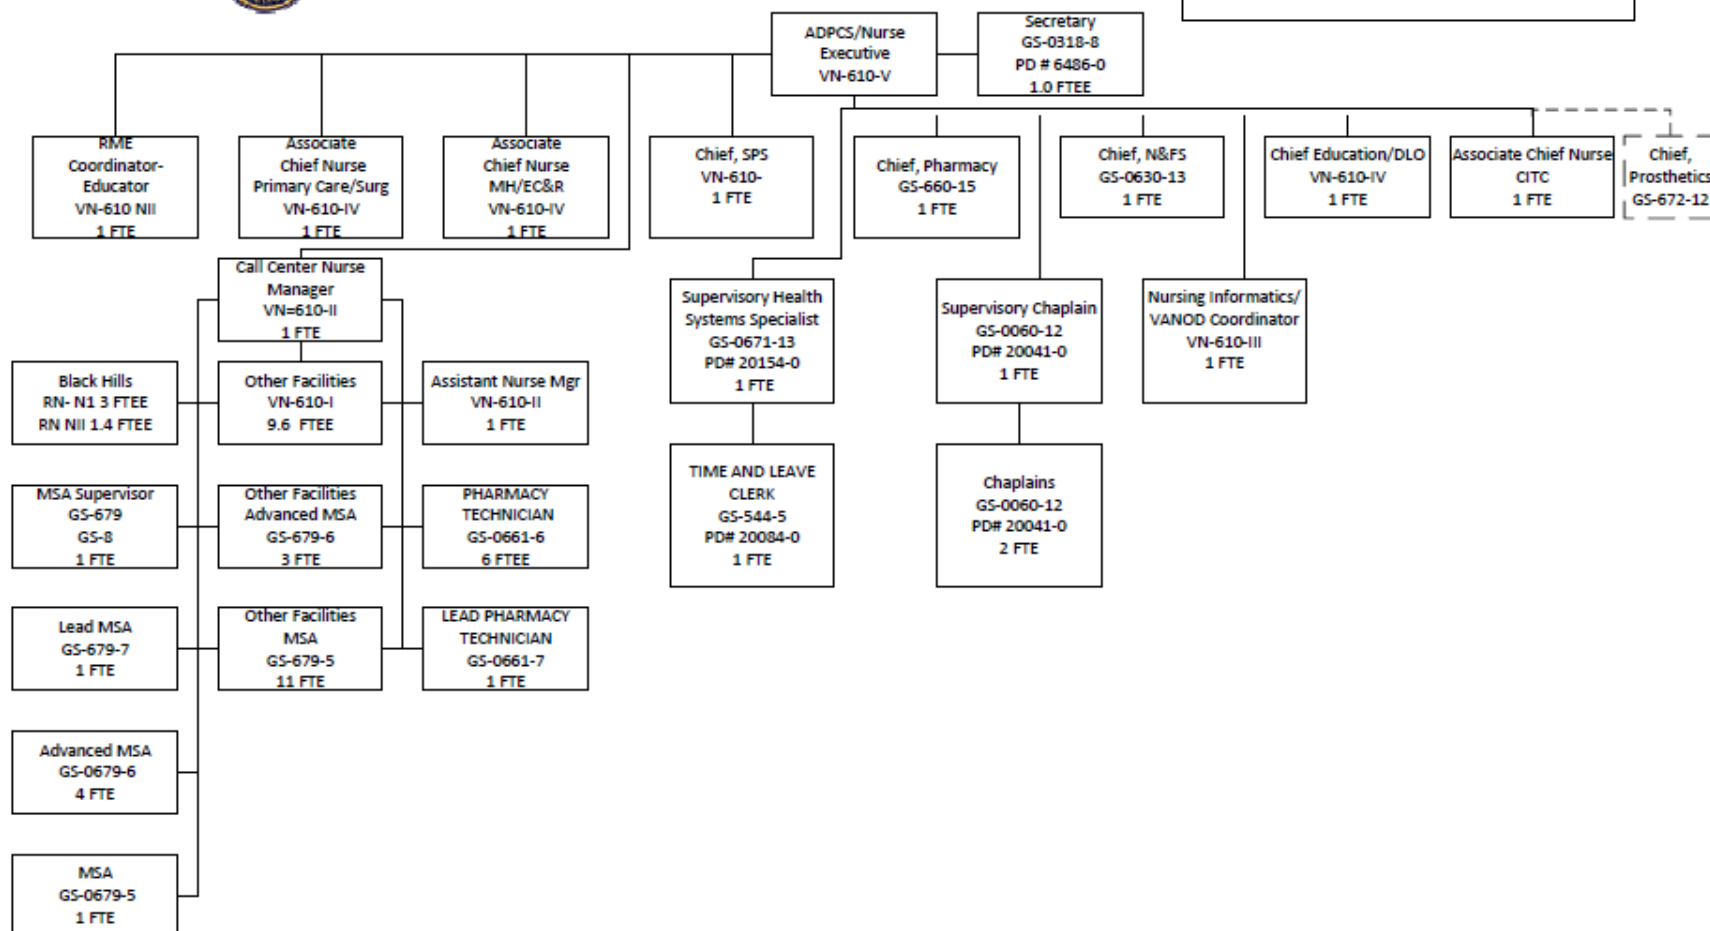 ADPCS/Nurse
Executive
VN-610-V
Secretary
GS-0318-8
PD # 6486-0
1.0 FTEE
RME
Coordinator-
Educator
VN-610 NII
1 FTE
Associate
Chief Nurse
Primary Care/Surg
VN-610-IV
1 FTE
Associate
Chief Nurse
MH/EC&R
VN-610-IV
1 FTE
Chief, SPS
VN-610-
1 FTE
Chief, Pharmacy
GS-660-15
1 FTE
Chief, N&FS
GS-0630-13
1 FTE
Chief Education/DLO
VN-610-IV
1 FTE
Associate Chief Nurse
CITC
1 FTE
Chief,
Prosthetics
GS-672-12
Call Center Nurse
Manager
VN=610-II
1 FTE
Supervisory Health
Systems Specialist
GS-0671-13
PD# 20154-0
1 FTE
Supervisory Chaplain
GS-0060-12
PD# 20041-0
1 FTE
Nursing Informatics/
VANOD Coordinator
VN-610-III
1 FTE
Black Hills
RN- N1 3 FTEE
RN NII 1.4 FTEE
Other Facilities
VN-610-I
9.6 FTEE
Assistant Nurse Mgr
VN-610-II
1 FTE
TIME AND LEAVE
CLERK
GS-544-5
PD# 20084-0
1 FTE
Chaplains
GS-0060-12
PD# 20041-0
2 FTE
MSA Supervisor
GS-679
GS-8
1 FTE
Other Facilities
Advanced MSA
GS-679-6
3 FTE
PHARMACY
TECHNICIAN
GS-0661-6
6 FTEE
Lead MSA
GS-679-7
1 FTE
Other Facilities
MSA
GS-679-5
11 FTE
LEAD PHARMACY
TECHNICIAN
GS-0661-7
1 FTE
Advanced MSA
GS-0679-6
4 FTE
MSA
GS-0679-5
1 FTE